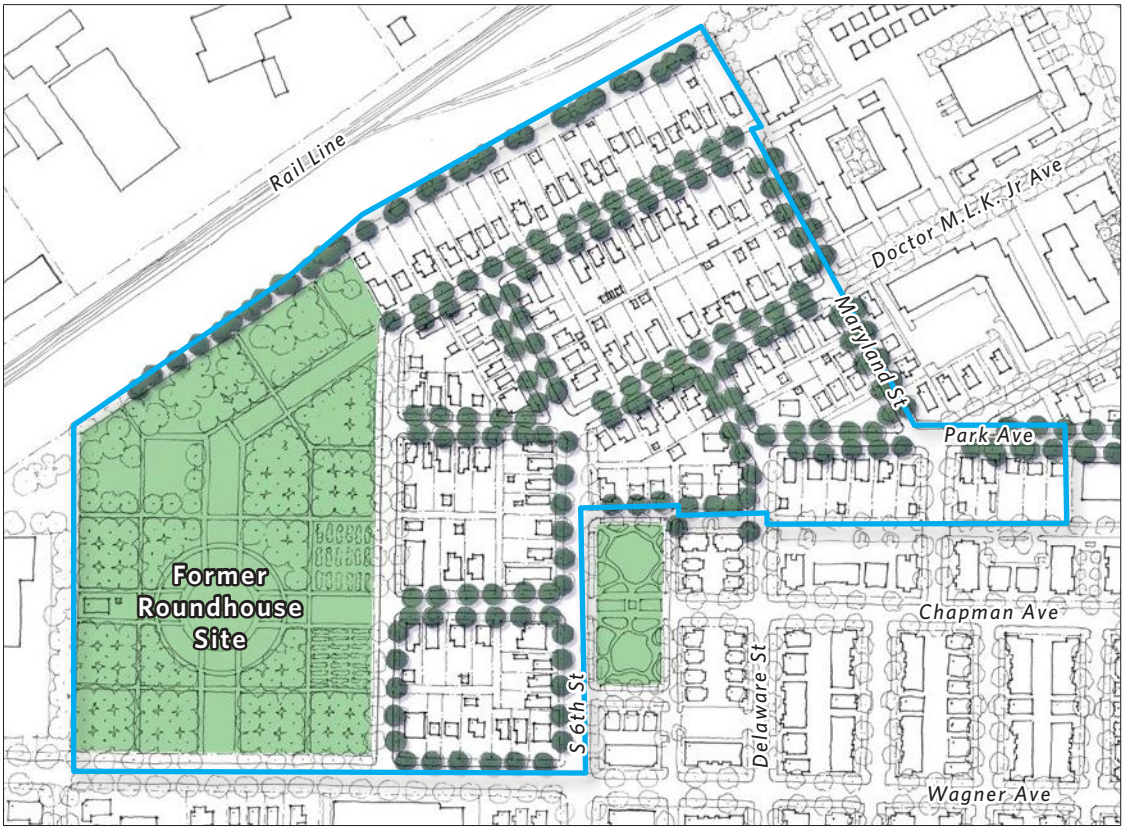 Rail Line
Doctor M.L.K. Jr Ave
Maryland St
Park Ave
Former
Roundhouse
Site
Chapman Ave
S 6th St
Delaware St
Wagner Ave